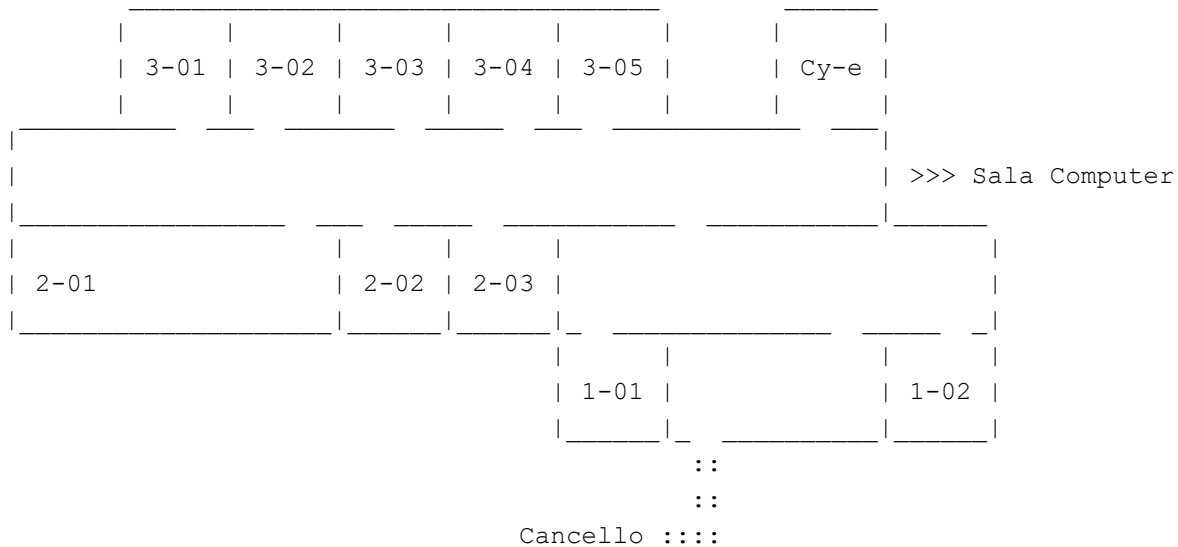 3-01 3-02 3-03 3-04 3-05 Cy-e
>>> Sala Computer
2-01 2-02 2-03
1-01 1-02
::
::
Cancello ::::